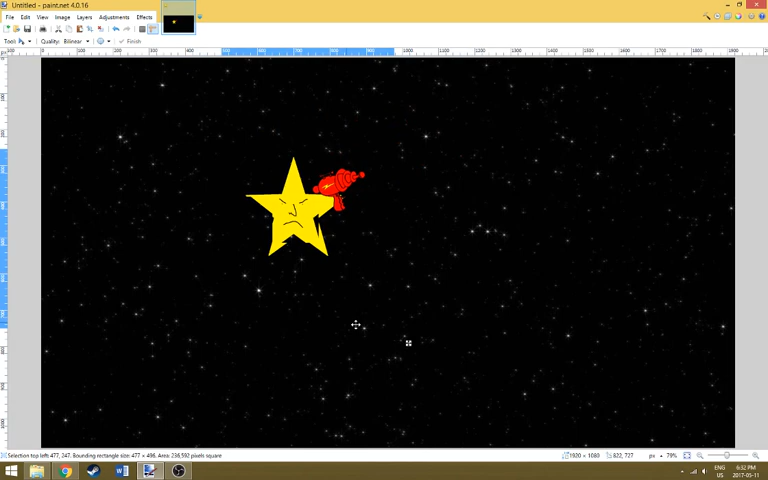 Untitled - paint.net 4.0.16
File Edit View Image Layers Adjustments Effects
Tool: Quality: Bilinear Finish
Selection top left: 477, 247. Bounding rectangle size: 477 × 496. Area: 236,592 pixels square
1920 × 1080 822, 727 px 79%
ENG 6:32 PM
US 2017-05-11